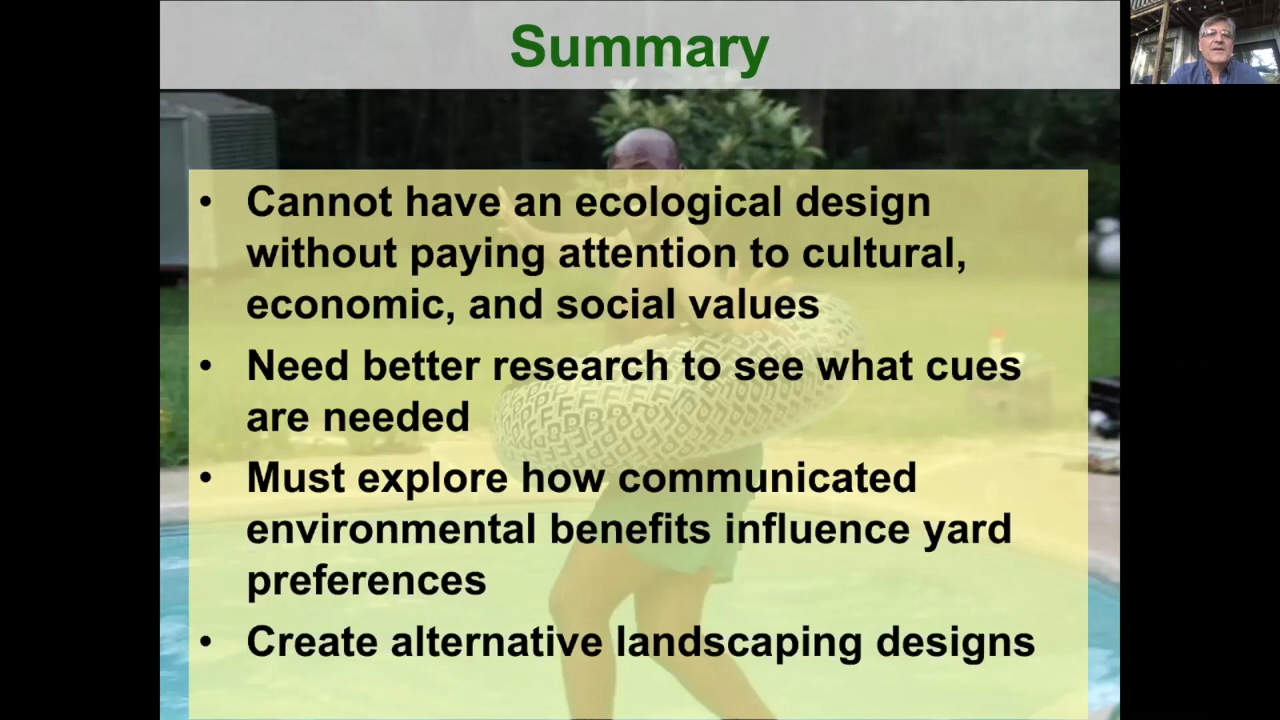 Summary
• Cannot have an ecological design
without paying attention to cultural,
economic, and social values
• Need better research to see what cues
are needed
• Must explore how communicated
environmental benefits influence yard
preferences
• Create alternative landscaping designs